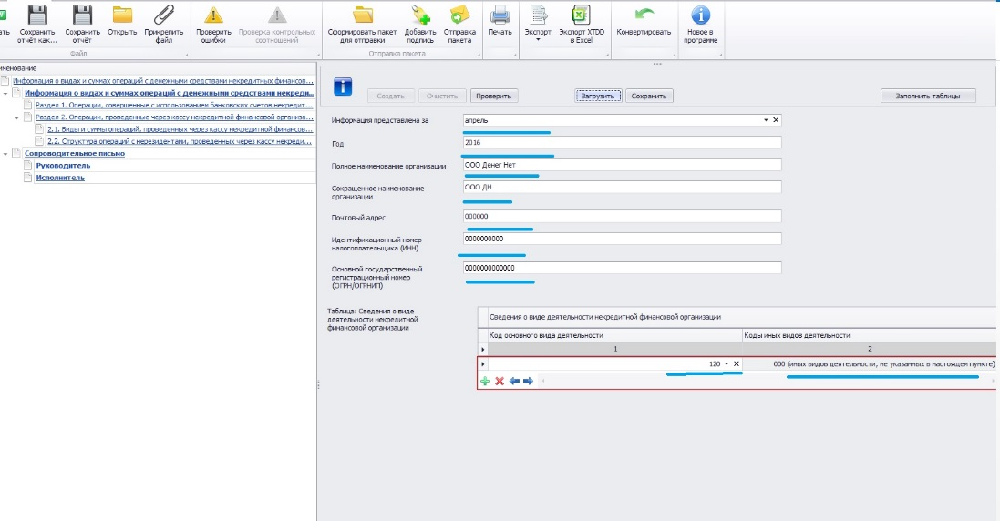 Сохранить отчёт как...
Сохранить отчёт
Открыть
Прикрепить файл
Проверить ошибки
Проверка контрольных соотношений
Сформировать пакет для отправки
Добавить подпись
Отправка пакета
Печать
Экспорт
Экспорт XTDD в Excel
Конвертировать
Новое в программе
Файл
Отправка пакета
именование
Информация о видах и суммах операций с денежными средствами некредитных финансов...
Информация о видах и суммах операций с денежными средствами некреди...
Раздел 1. Операции, совершенные с использованием банковских счетов некредит...
Раздел 2. Операции, проведенные через кассу некредитной финансовой организа...
2.1. Виды и суммы операций, проведенных через кассу некредитной финансов...
2.2. Структура операций с нерезидентами, проведенных через кассу некреди...
Сопроводительное письмо
Руководитель
Исполнитель
Создать
Очистить
Проверить
Загрузить
Сохранить
Заполнить таблицы
Информация представлена за
апрель
Год
2016
Полное наименование организации
ООО Денег Нет
Сокращенное наименование
организации
ООО ДН
Почтовый адрес
000000
Идентификационный номер
налогоплательщика (ИНН)
0000000000
Основной государственный
регистрационный номер
(ОГРН/ОГРНИП)
0000000000000
Таблица: Сведения о виде
деятельности некредитной
финансовой организации
Сведения о виде деятельности некредитной финансовой организации
Код основного вида деятельности
Коды иных видов деятельности
1
2
120
000 (иных видов деятельности, не указанных в настоящем пункте)